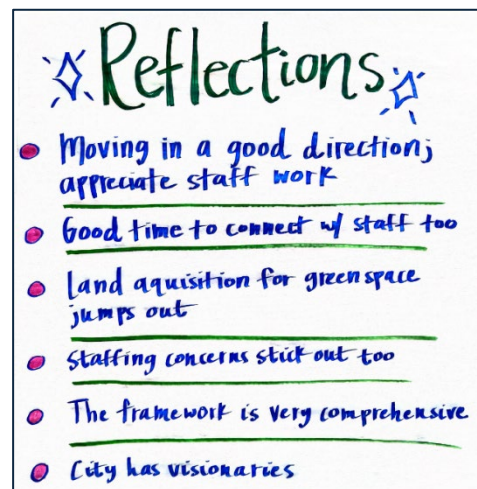 Reflections
Moving in a good direction;
appreciate staff work
Good time to connect w/ staff too
Land aquisition for greenspace
jumps out
Staffing concerns stick out too
The framework is very comprehensive
City has visionaries